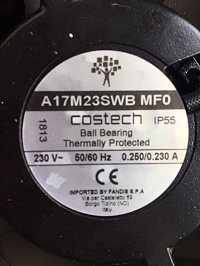 A17M23SWB MF0
costech IP55
1813
Ball Bearing
Thermally Protected
230 V~ 50/60 Hz 0.250/0.230 A
CE
IMPORTED BY FANDIS S.P.A
Via per Castelletto 69
Borgo Ticino (NO)
Italy